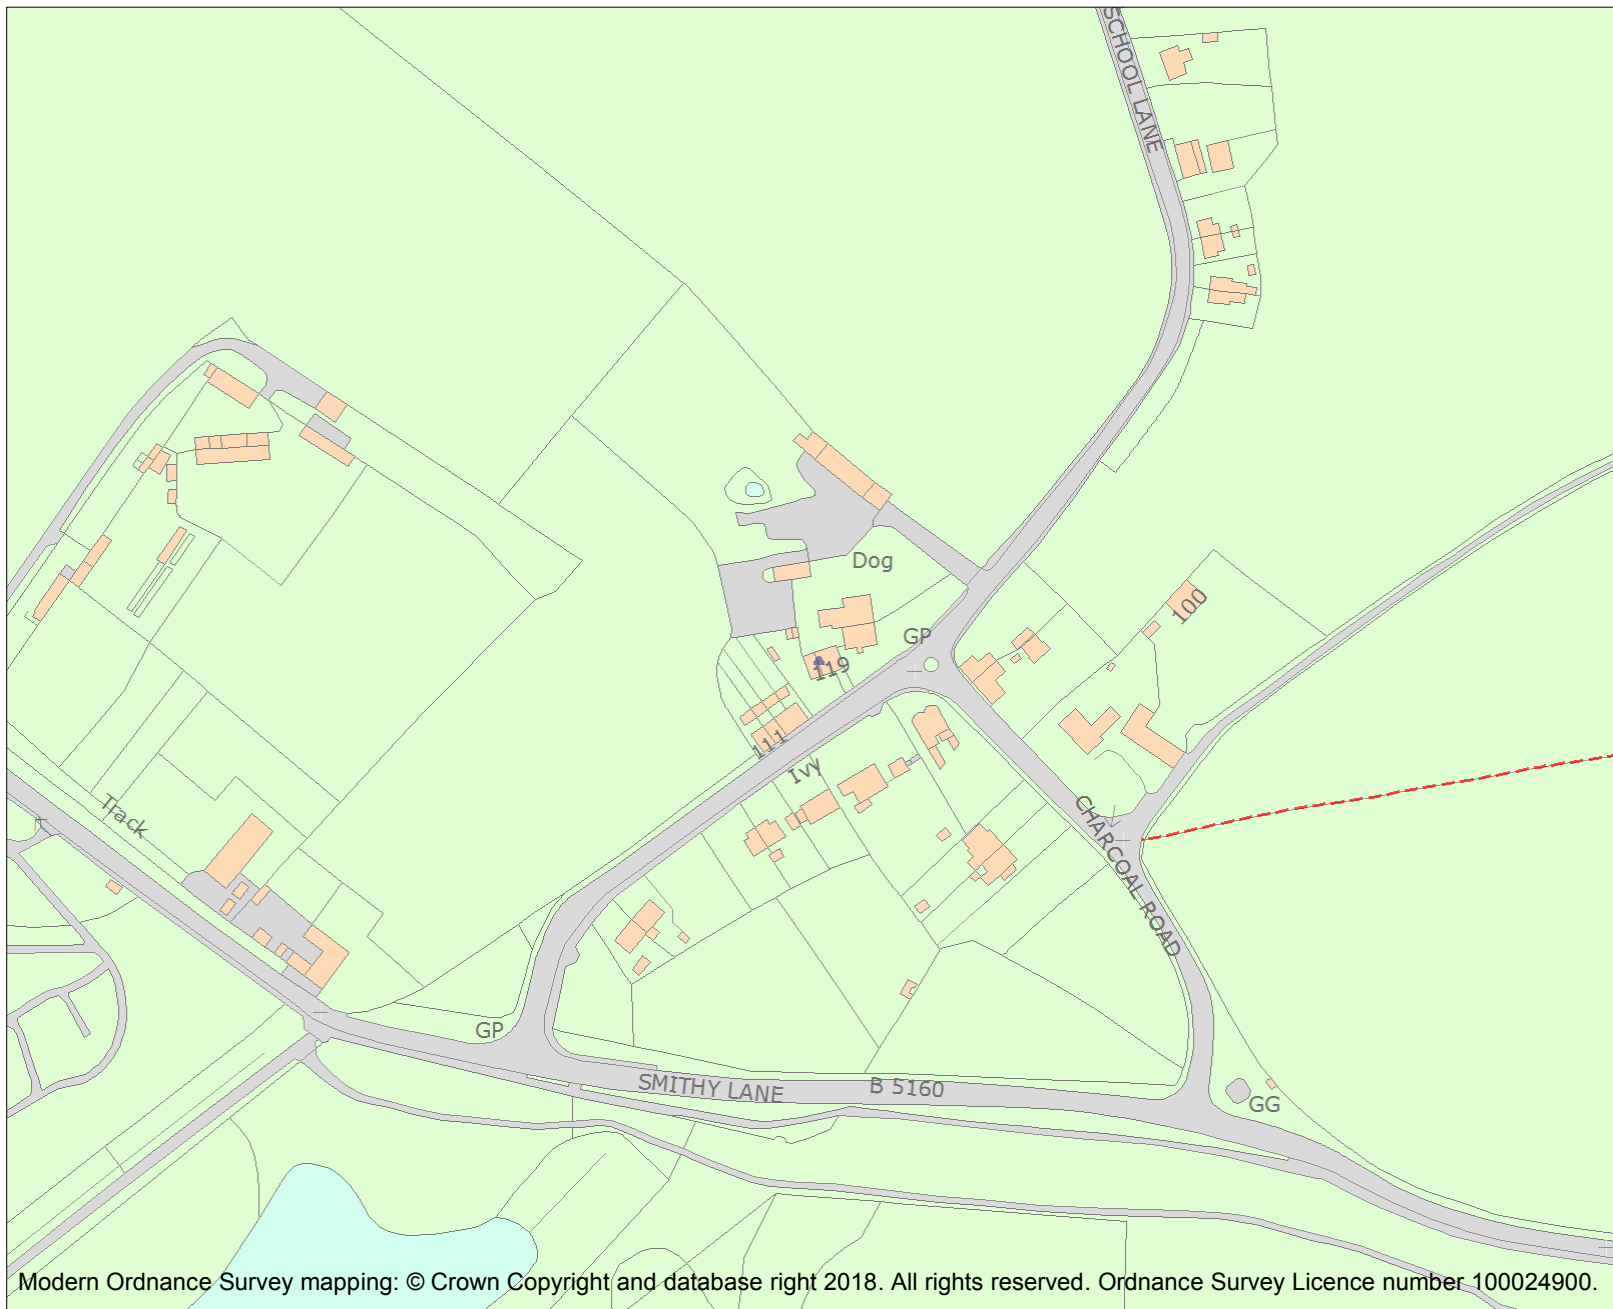 SCHOOL LANE
Dog
100
GP
119
111
Ivy
Track
CHARCOAL ROAD
GP
SMITHY LANE
B 5160
GG
Modern Ordnance Survey mapping: © Crown Copyright and database right 2018. All rights reserved. Ordnance Survey Licence number 100024900.